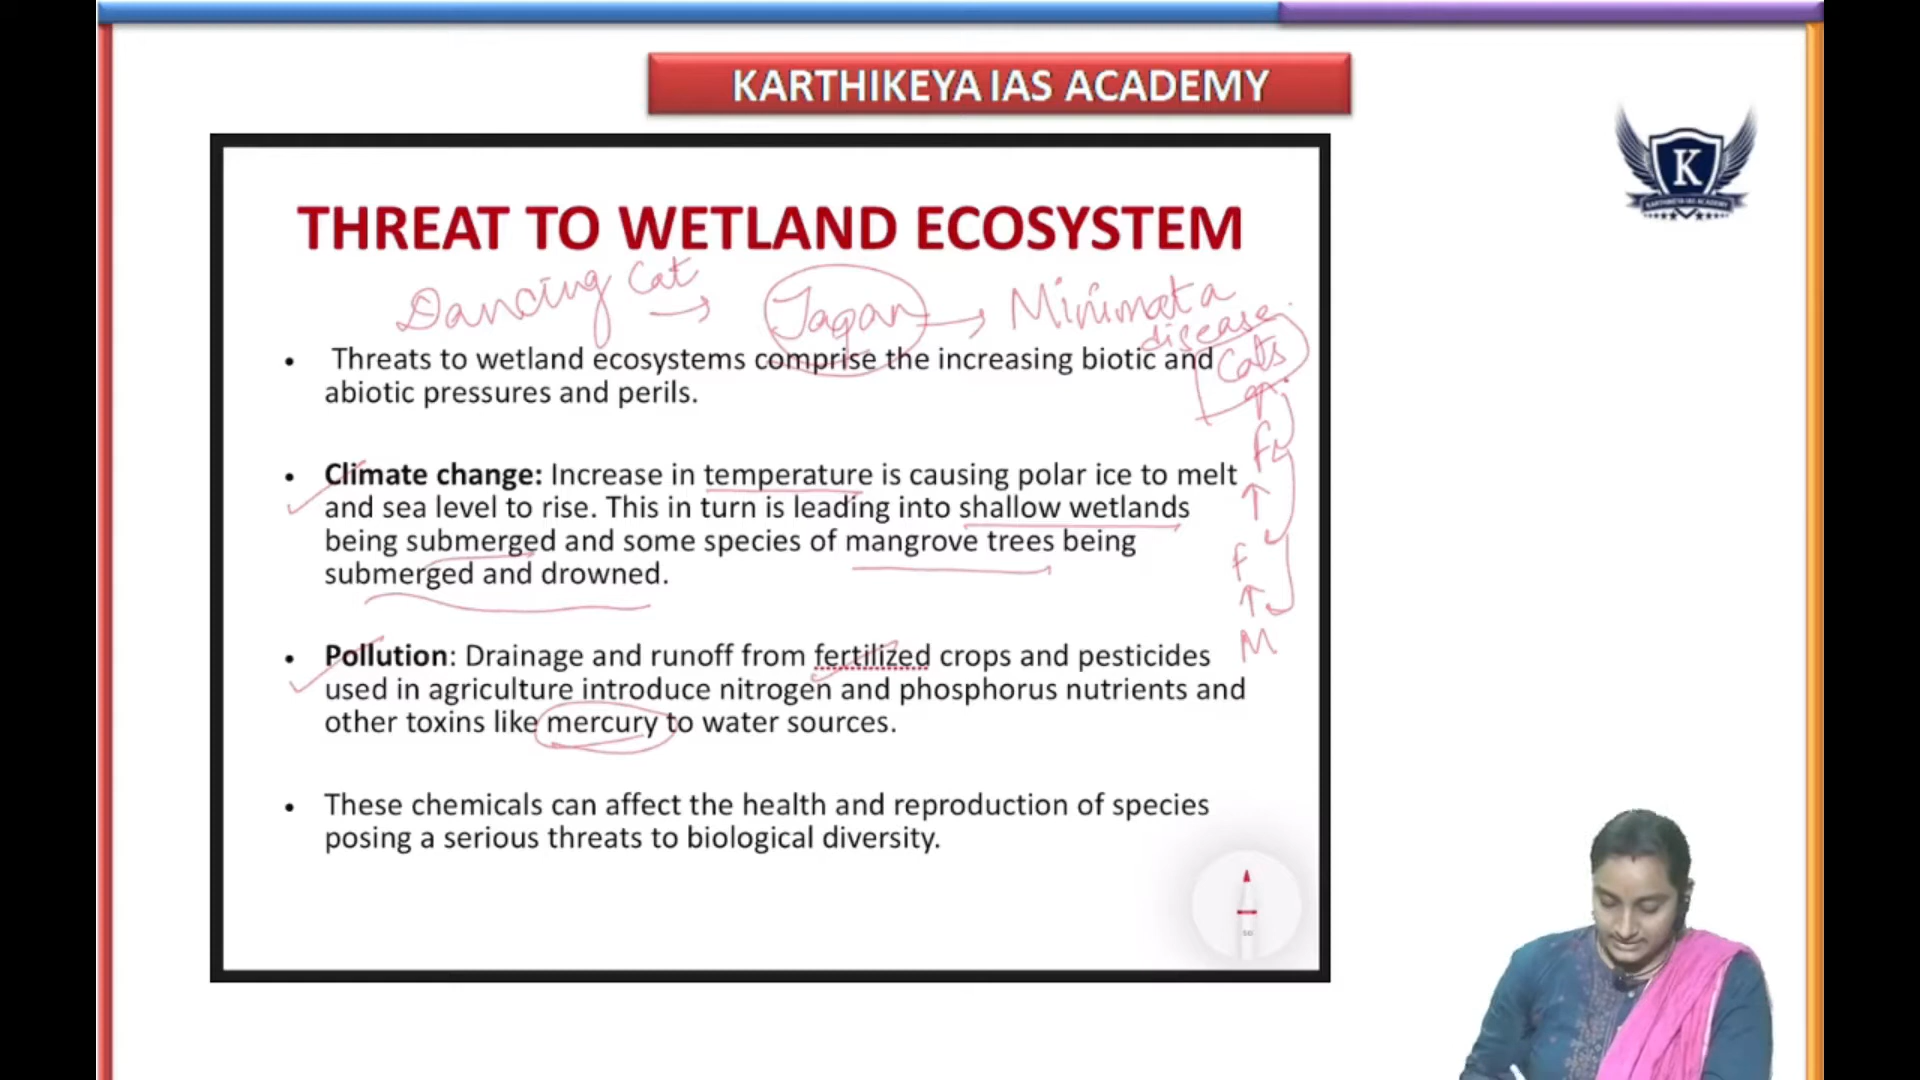 KARTHIKEYA IAS ACADEMY
K
KARTHIKEYA IAS ACADEMY
THREAT TO WETLAND ECOSYSTEM
Dancing Cat → Japan → Minimata
disease
• Threats to wetland ecosystems comprise the increasing biotic and
Cats
abiotic pressures and perils.
• Climate change: Increase in temperature is causing polar ice to melt
and sea level to rise. This in turn is leading into shallow wetlands
being submerged and some species of mangrove trees being
f
submerged and drowned.
M
• Pollution: Drainage and runoff from fertilized crops and pesticides
used in agriculture introduce nitrogen and phosphorus nutrients and
other toxins like mercury to water sources.
• These chemicals can affect the health and reproduction of species
posing a serious threats to biological diversity.
50